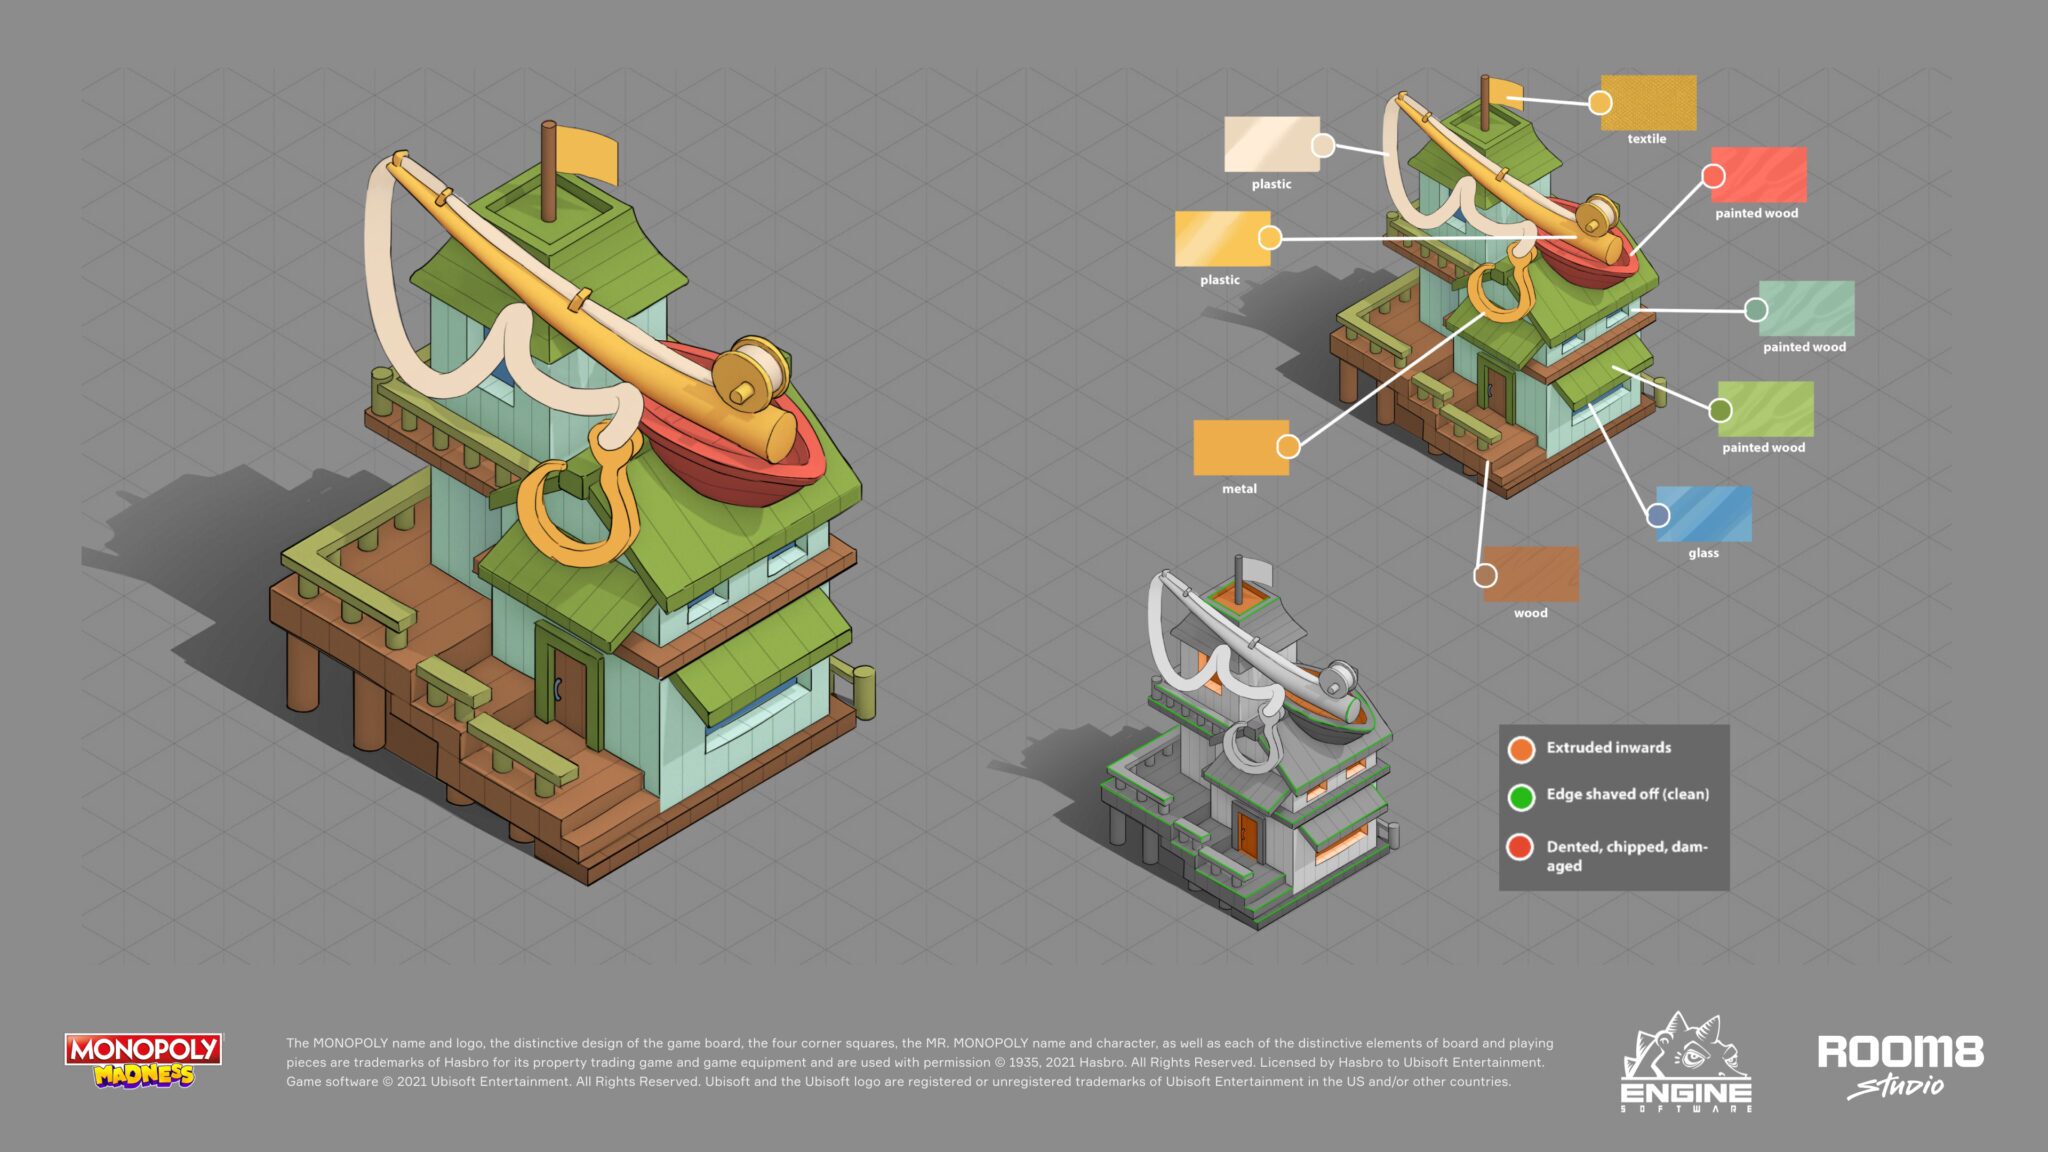 textile
plastic
painted wood
plastic
painted wood
painted wood
metal
glass
wood
Extruded inwards
Edge shaved off (clean)
Dented, chipped, dam-
aged
MONOPOLY
MADNESS
The MONOPOLY name and logo, the distinctive design of the game board, the four corner squares, the MR. MONOPOLY name and character, as well as each of the distinctive elements of board and playing
pieces are trademarks of Hasbro for its property trading game and game equipment and are used with permission © 1935, 2021 Hasbro. All Rights Reserved. Licensed by Hasbro to Ubisoft Entertainment.
Game software © 2021 Ubisoft Entertainment. All Rights Reserved. Ubisoft and the Ubisoft logo are registered or unregistered trademarks of Ubisoft Entertainment in the US and/or other countries.
ENGINE
SOFTWARE
ROOM8
STUDIO